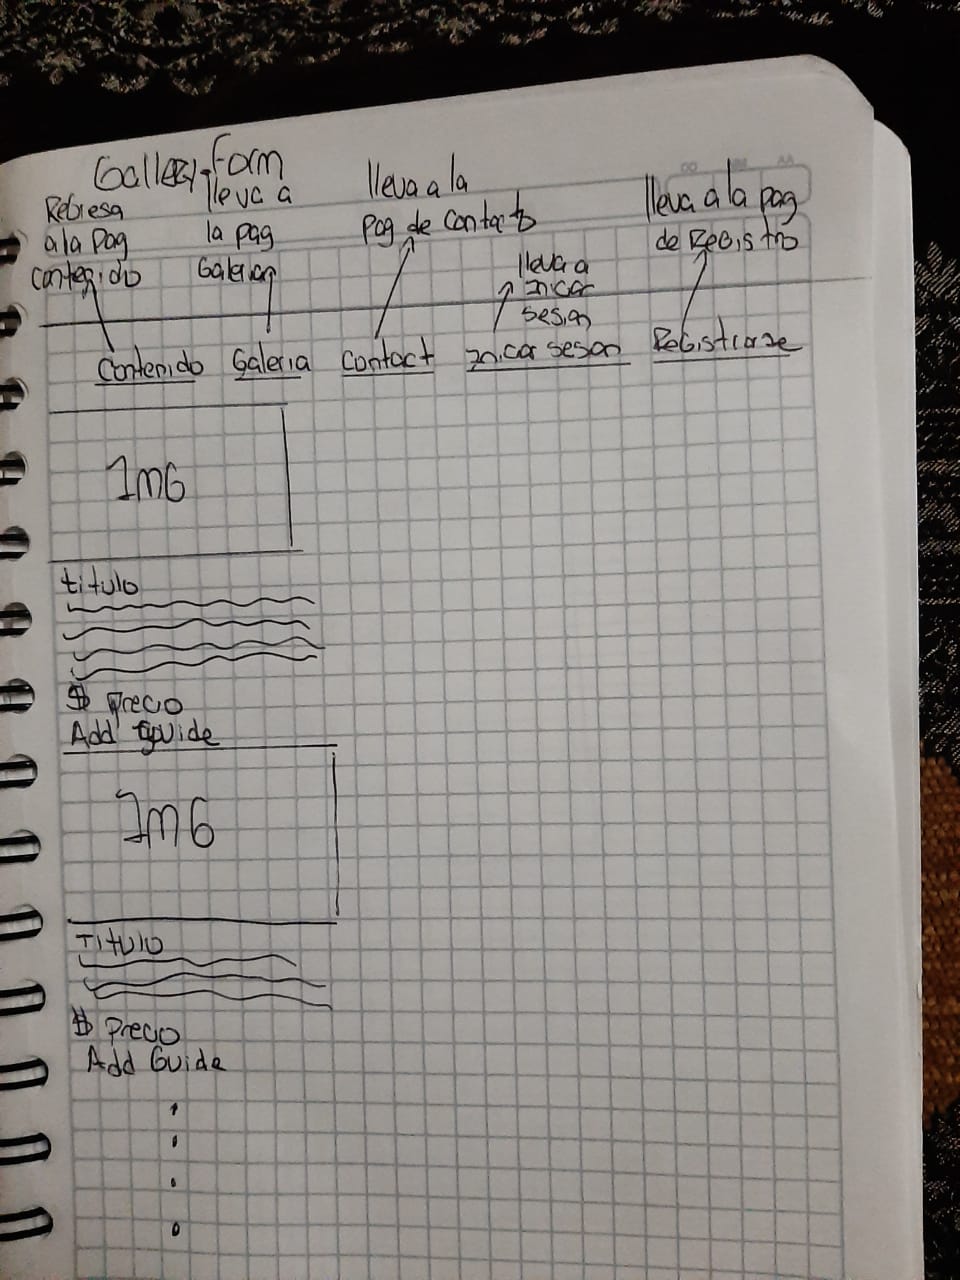 Gallery-Form
Regresa
a la pag
contenido
lleva a
la pag
Galeria
lleva a la
pag de contacto
lleva a
Inicar
sesion
lleva a la pag
de Registro
Contenido Galeria Contact Inicar sesion Registrarse
Img
titulo
$ Precio
Add Guide
Img
Titulo
$ Precio
Add Guide